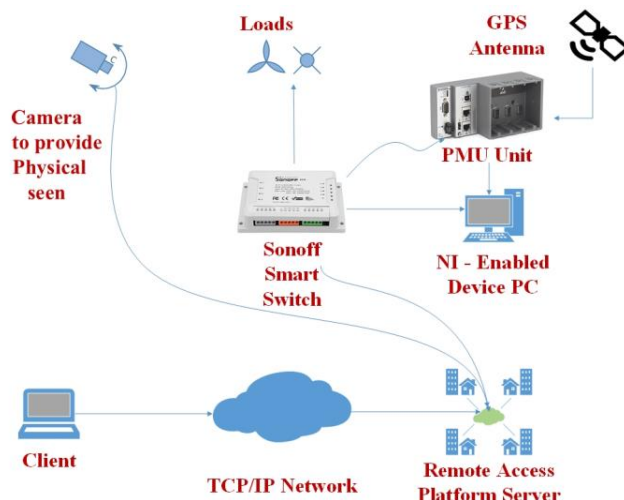 Loads
GPS
Antenna
Camera
to provide
Physical
seen
PMU Unit
Sonoff
Sonoff
Smart
Switch
NI - Enabled
Device PC
Client
TCP/IP Network
Remote Access
Platform Server